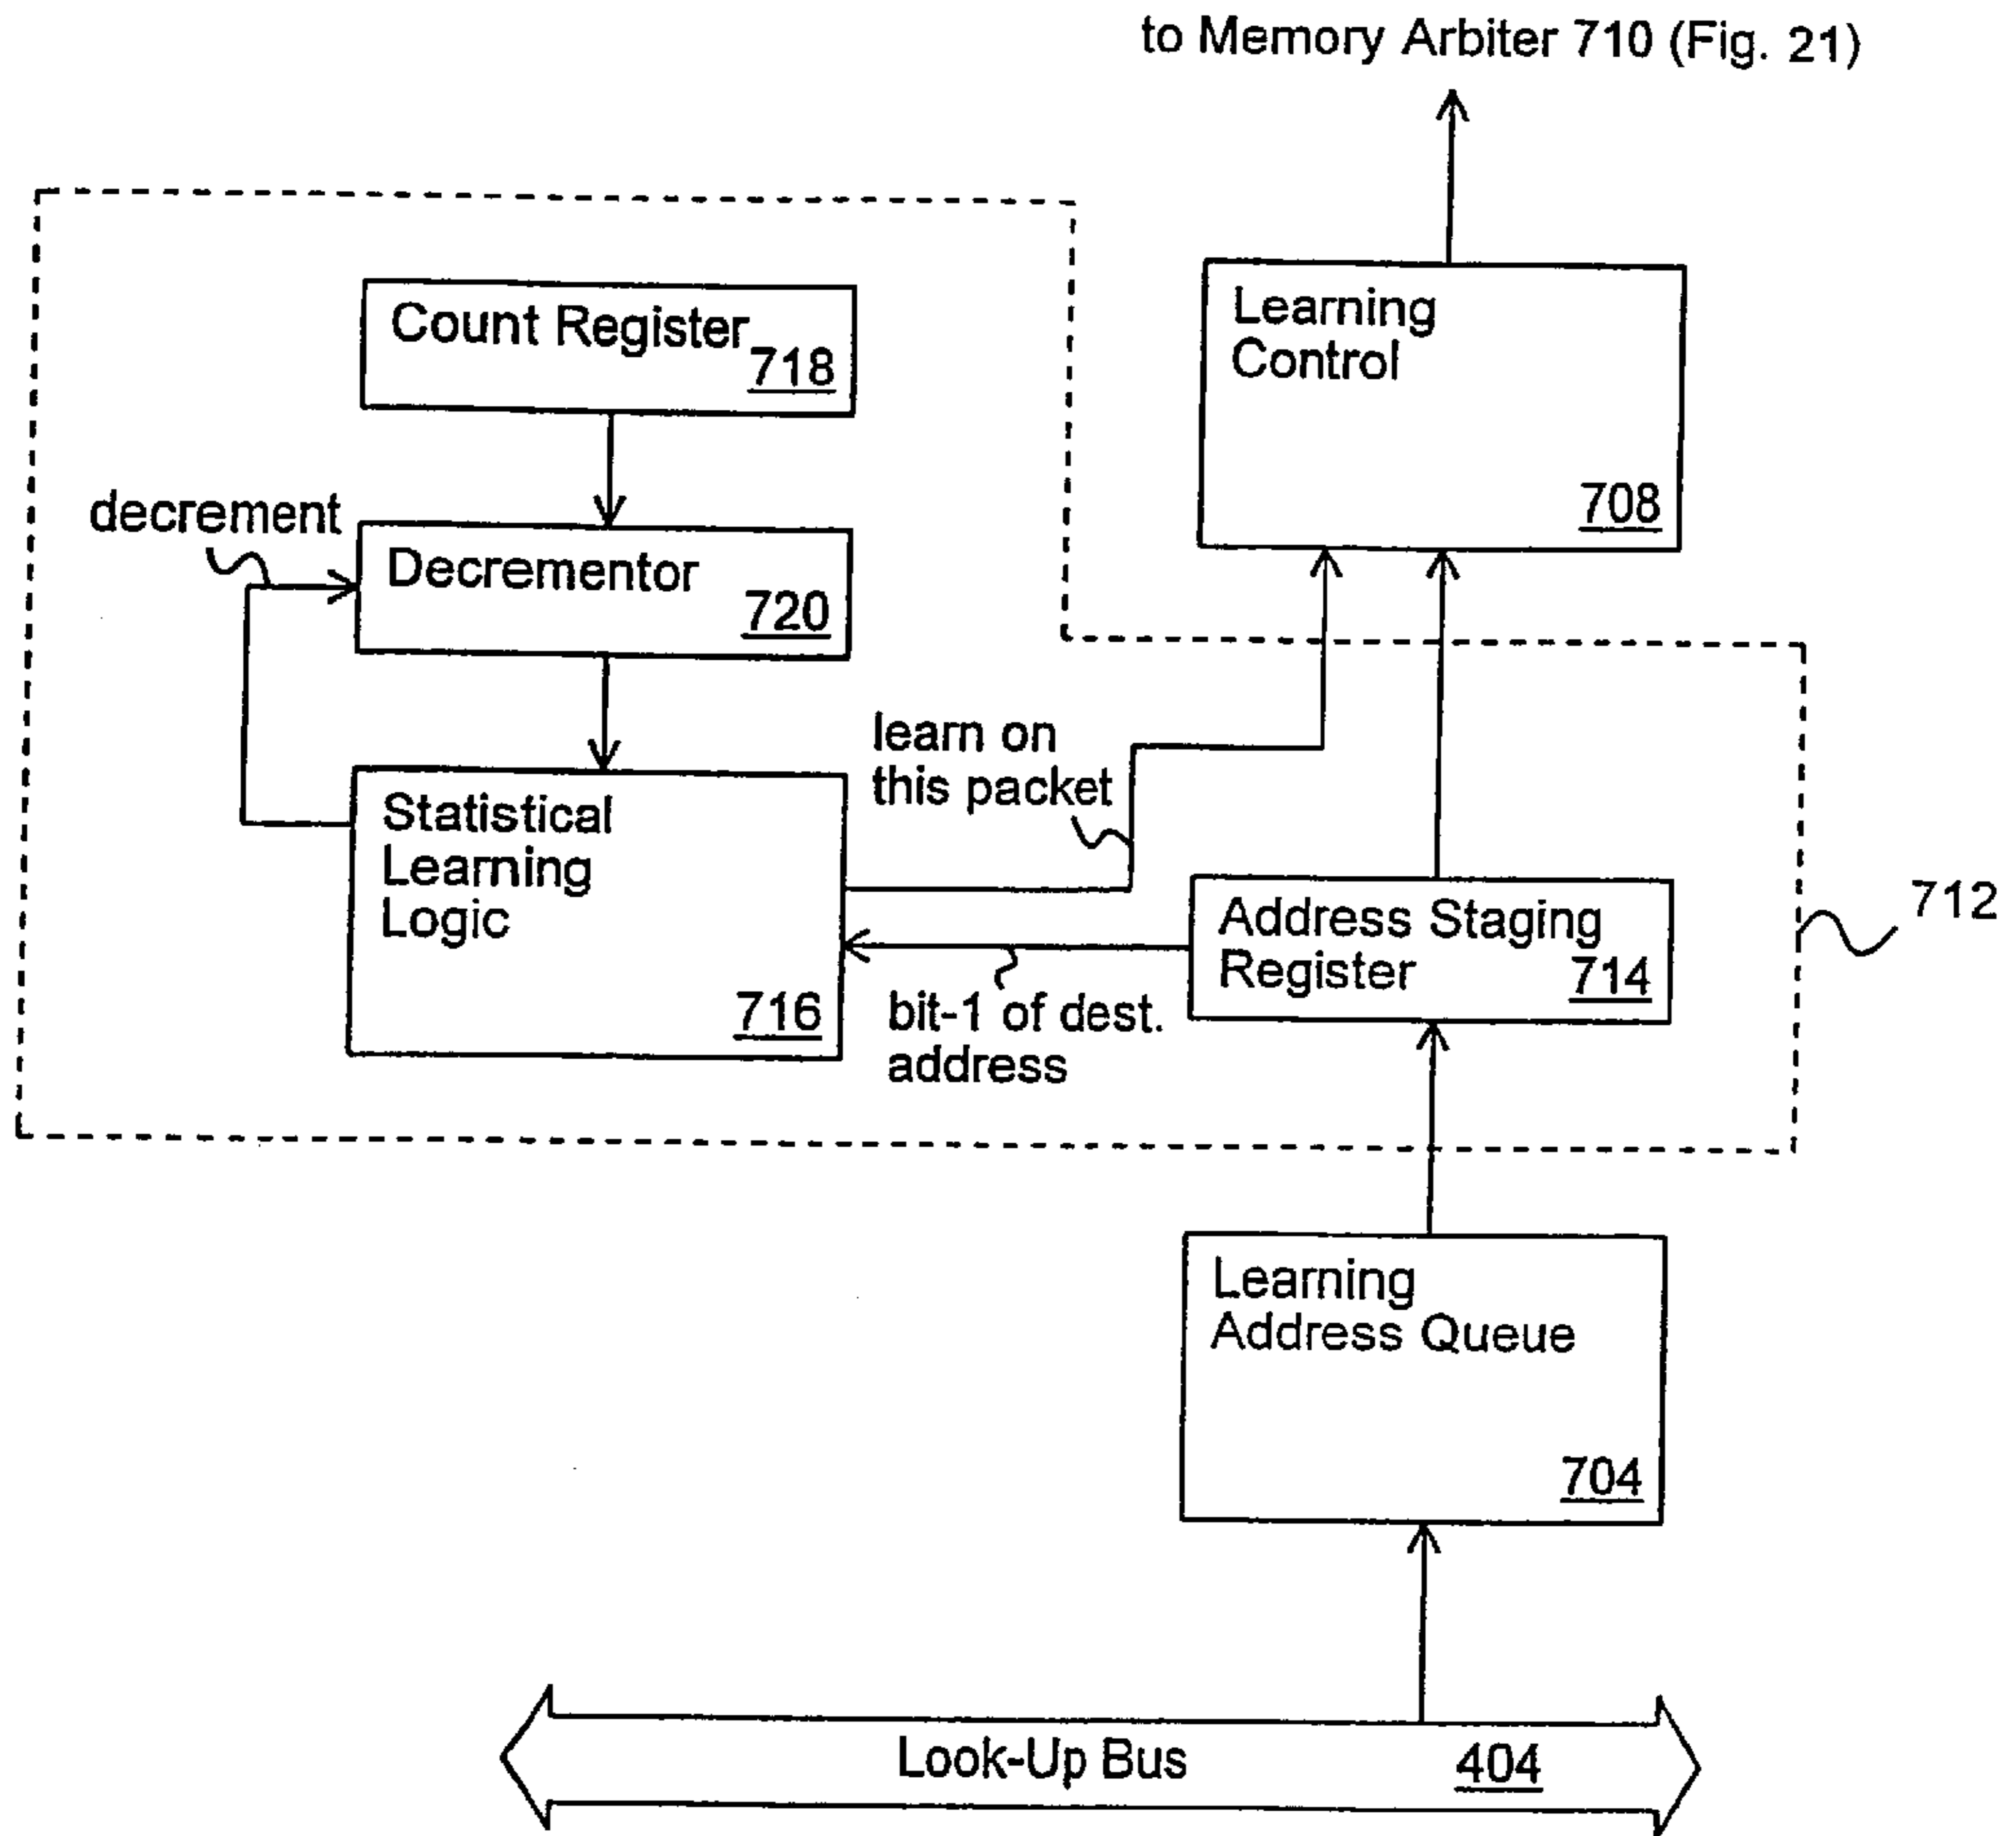 to Memory Arbiter 710 (Fig. 21)
Count Register
718
Learning
Control
708
decrement
Decrementor
720
learn on
this packet
Statistical
Learning
Logic
716
Address Staging
Register
714
712
bit-1 of dest.
address
Learning
Address Queue
704
Look-Up Bus
404